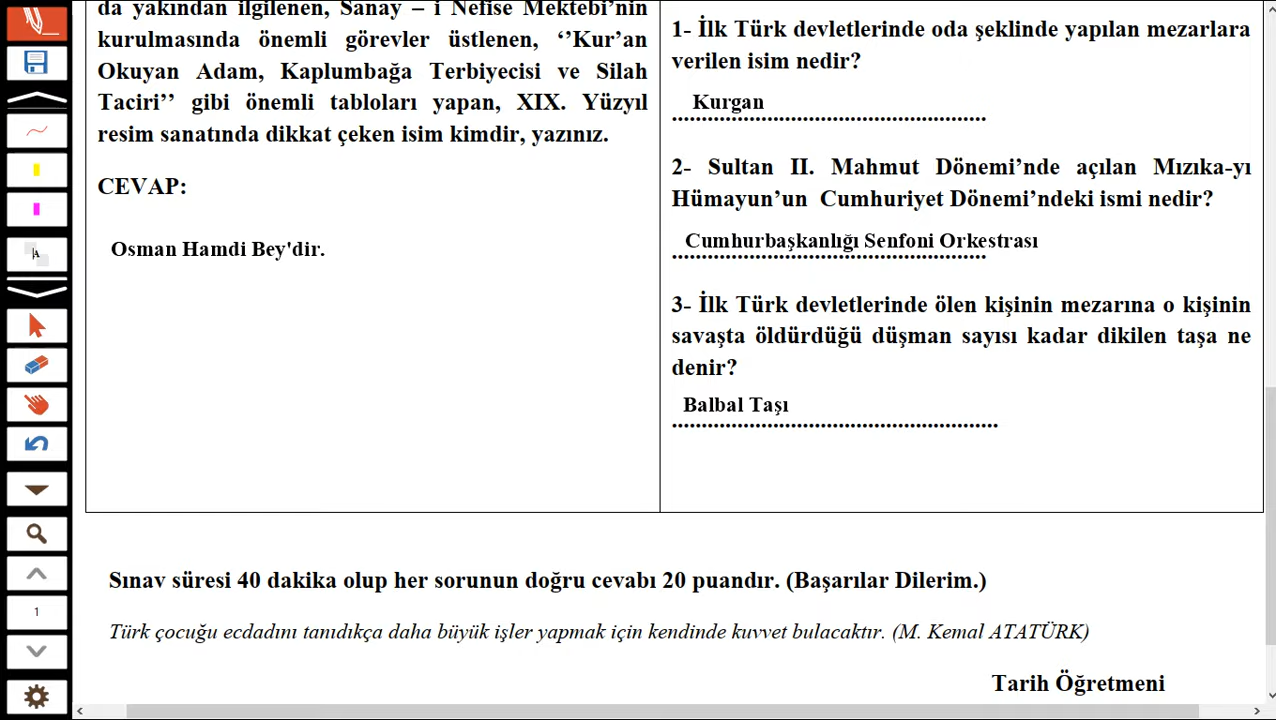 da yakından ilgilenen, Sanay – i Nefise Mektebi’nin
kurulmasında önemli görevler üstlenen, ‘’Kur’an
Okuyan Adam, Kaplumbağa Terbiyecisi ve Silah
Taciri’’ gibi önemli tabloları yapan, XIX. Yüzyıl
resim sanatında dikkat çeken isim kimdir, yazınız.
CEVAP:
Osman Hamdi Bey'dir.
1- İlk Türk devletlerinde oda şeklinde yapılan mezarlara
verilen isim nedir?
Kurgan
2- Sultan II. Mahmut Dönemi’nde açılan Mızıka-yı
Hümayun’un Cumhuriyet Dönemi’ndeki ismi nedir?
Cumhurbaşkanlığı Senfoni Orkestrası
3- İlk Türk devletlerinde ölen kişinin mezarına o kişinin
savaşta öldürdüğü düşman sayısı kadar dikilen taşa ne
denir?
Balbal Taşı
Sınav süresi 40 dakika olup her sorunun doğru cevabı 20 puandır. (Başarılar Dilerim.)
Türk çocuğu ecdadını tanıdıkça daha büyük işler yapmak için kendinde kuvvet bulacaktır. (M. Kemal ATATÜRK)
Tarih Öğretmeni
A
1